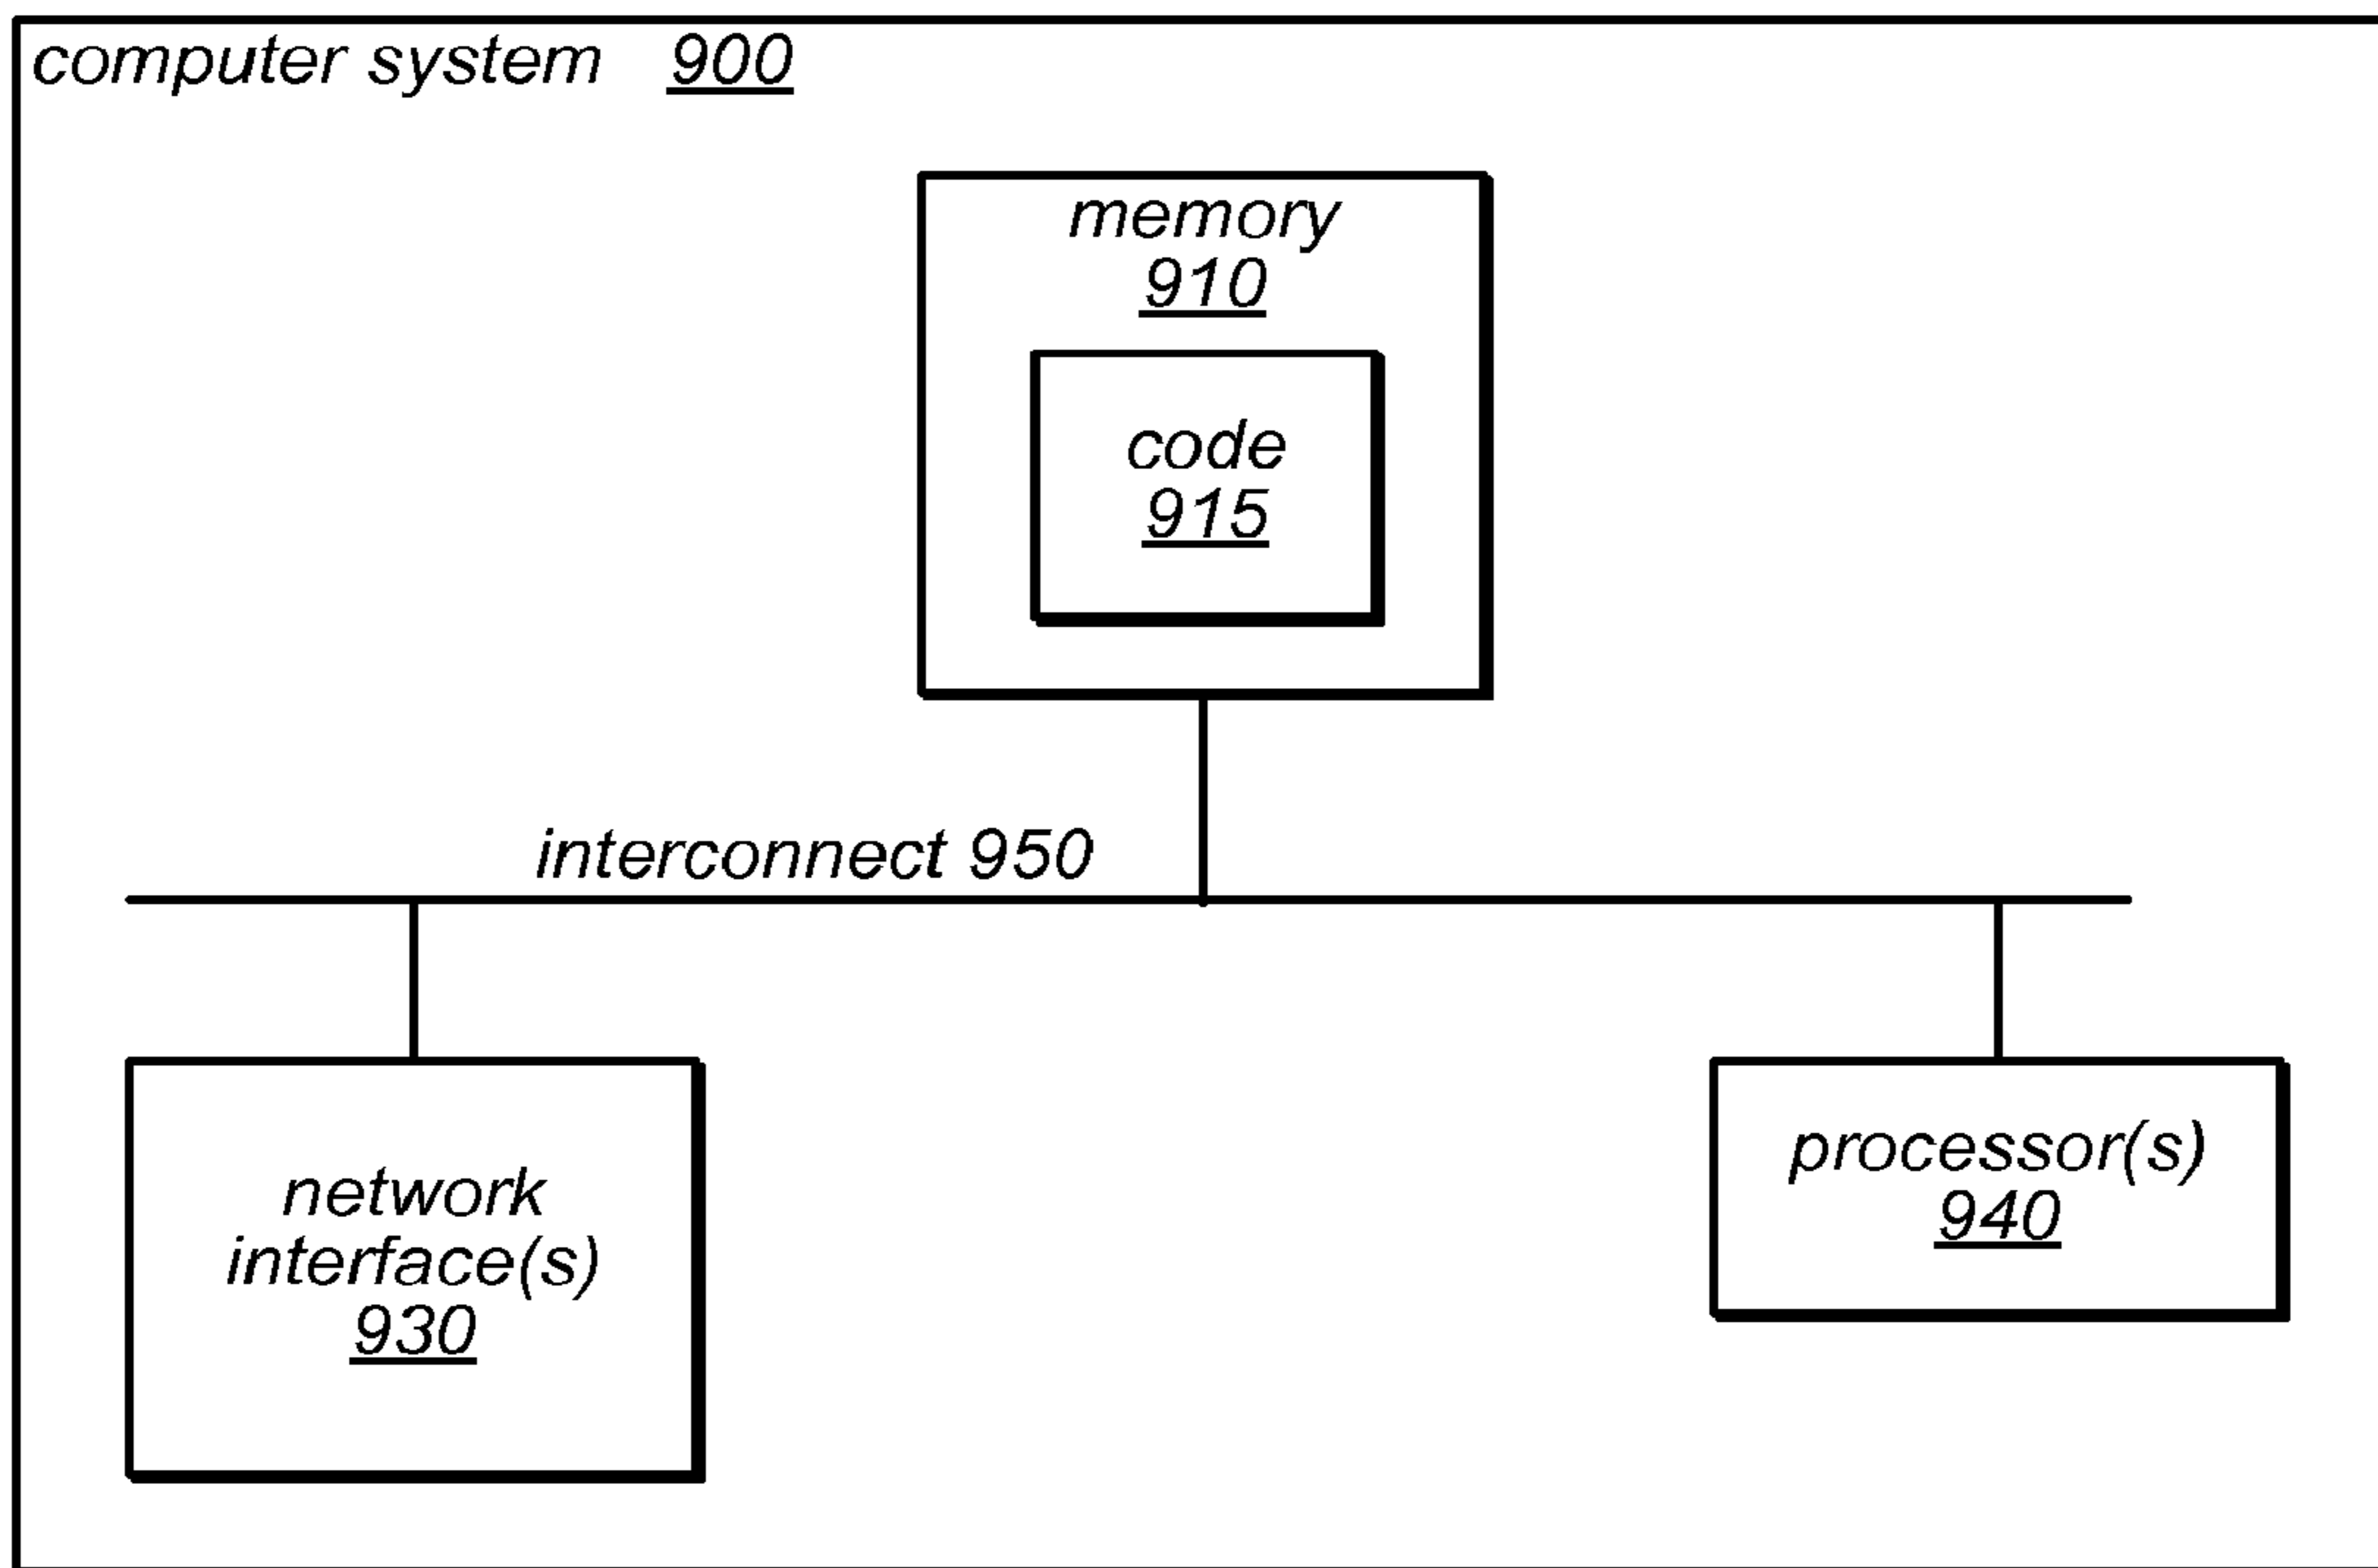 computer system 900
memory
910
code
915
interconnect 950
network
interface(s)
930
processor(s)
940